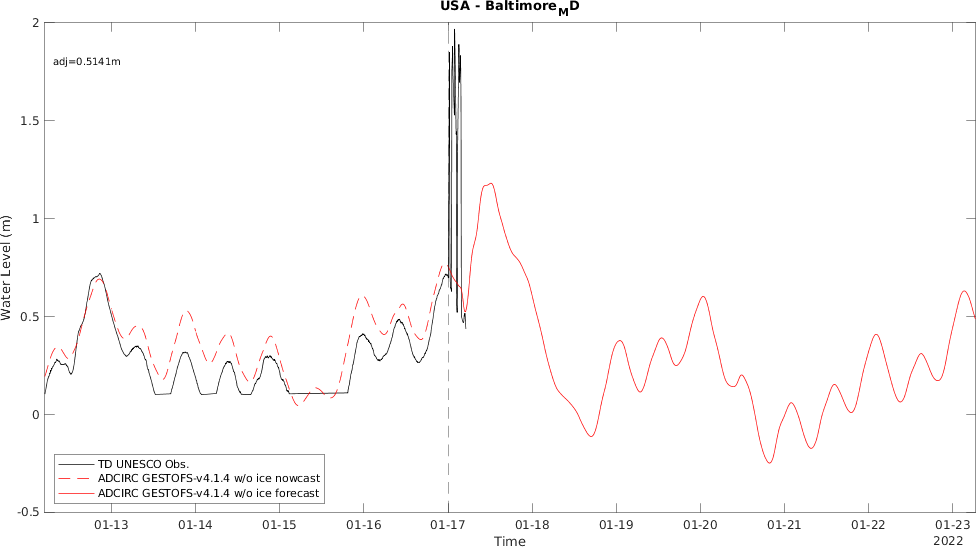 USA - Baltimore_MD
2
adj=0.5141m
1.5
1
0.5
0
-0.5
Water Level (m)
TD UNESCO Obs.
ADCIRC GESTOFS-v4.1.4 w/o ice nowcast
ADCIRC GESTOFS-v4.1.4 w/o ice forecast
01-13 01-14 01-15 01-16 01-17 01-18 01-19 01-20 01-21 01-22 01-23
Time
2022